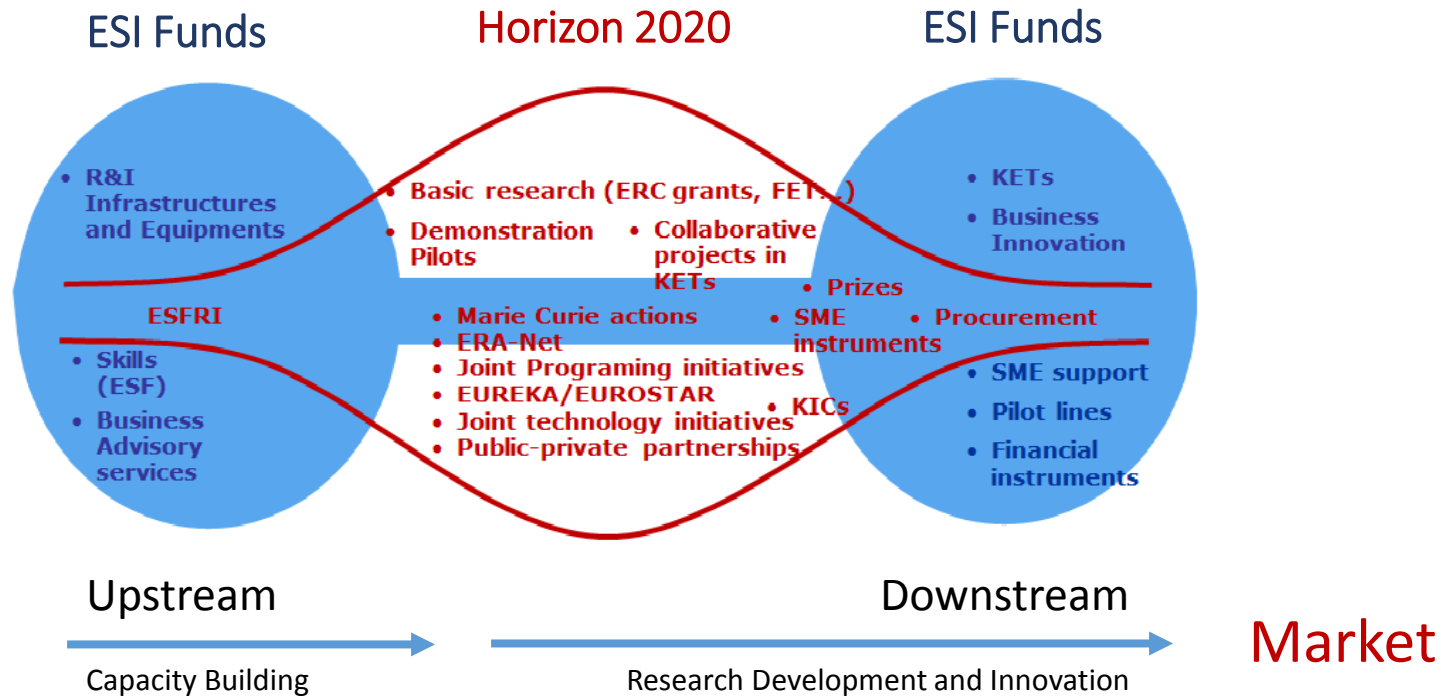 ESI Funds
Horizon 2020
ESI Funds
• R&I
Infrastructures
and Equipments
• Basic research (ERC grants, FET...)
• Demonstration
Pilots
• Collaborative
projects in
KETs
• KETs
• Business
Innovation
ESFRI
• Skills
(ESF)
• Business
Advisory
services
• Marie Curie actions
• ERA-Net
• Joint Programing initiatives
• EUREKA/EUROSTAR
• Joint technology initiatives
• Public-private partnerships
• Prizes
• SME
instruments
• Procurement
• KICs
• SME support
• Pilot lines
• Financial
instruments
Upstream
Downstream
Market
Capacity Building
Research Development and Innovation